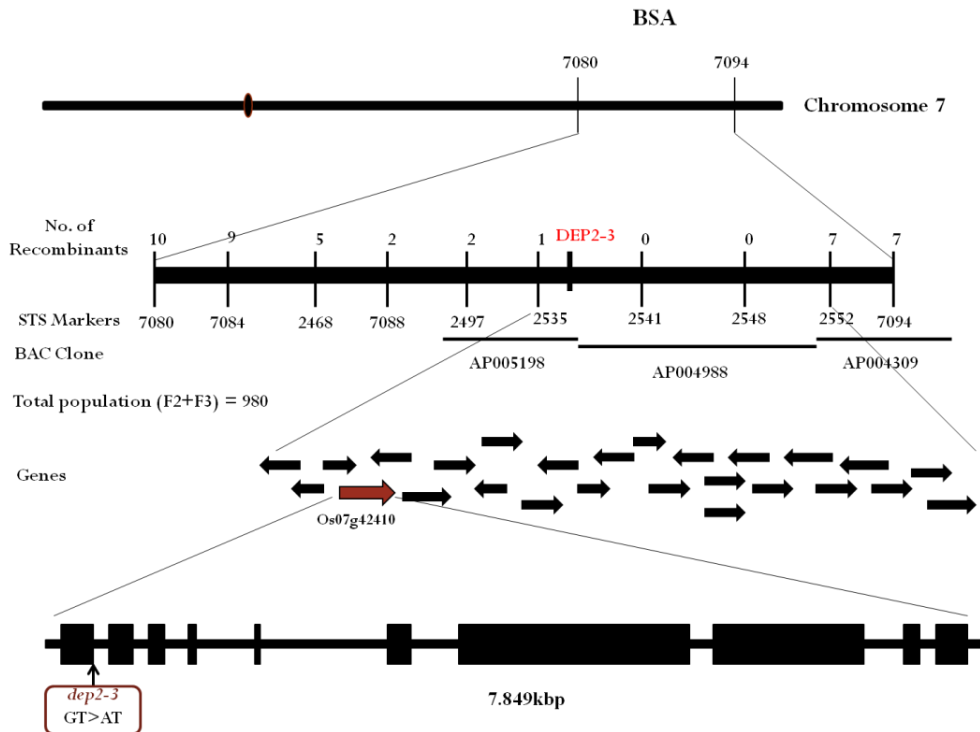 BSA
7080 7094
Chromosome 7
No. of
Recombinants
10 9 5 2 2 1 DEP2-3 0 0 7 7
STS Markers
7080 7084 2468 7088 2497 2535 2541 2548 2552 7094
BAC Clone
AP005198 AP004988 AP004309
Total population (F2+F3) = 980
Genes
Os07g42410
dep2-3
GT>AT
7.849kbp